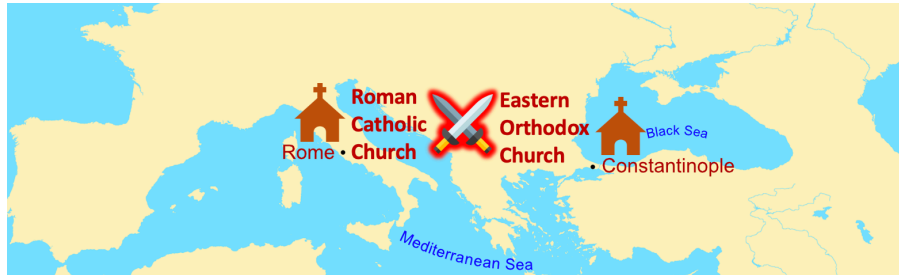 Roman
Catholic
Church
Eastern
Orthodox
Church
Black Sea
Rome
Constantinople
Mediterranean Sea